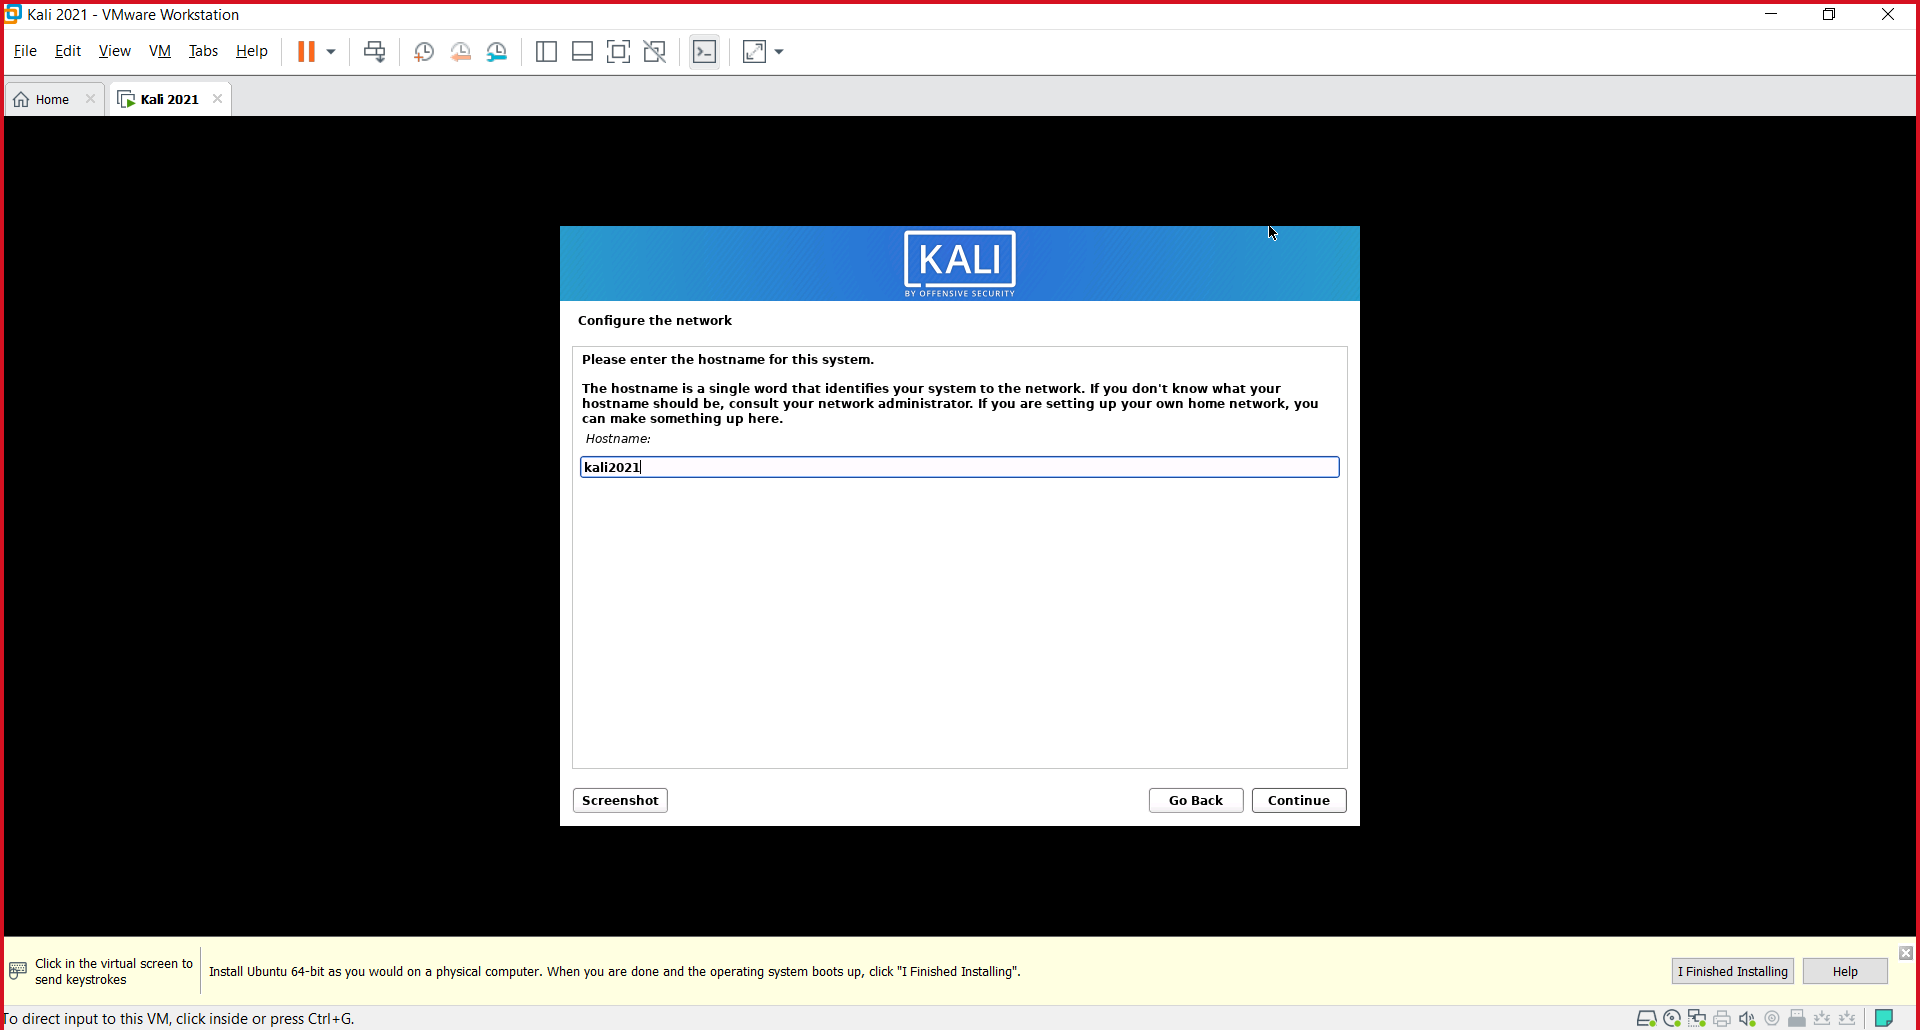 Kali 2021 - VMware Workstation
File Edit View VM Tabs Help
Home
Kali 2021
KALI
BY OFFENSIVE SECURITY
Configure the network
Please enter the hostname for this system.
The hostname is a single word that identifies your system to the network. If you don't know what your
hostname should be, consult your network administrator. If you are setting up your own home network, you
can make something up here.
Hostname:
kali2021
Screenshot
Go Back
Continue
Click in the virtual screen to
send keystrokes
Install Ubuntu 64-bit as you would on a physical computer. When you are done and the operating system boots up, click "I Finished Installing".
I Finished Installing
Help
To direct input to this VM, click inside or press Ctrl+G.